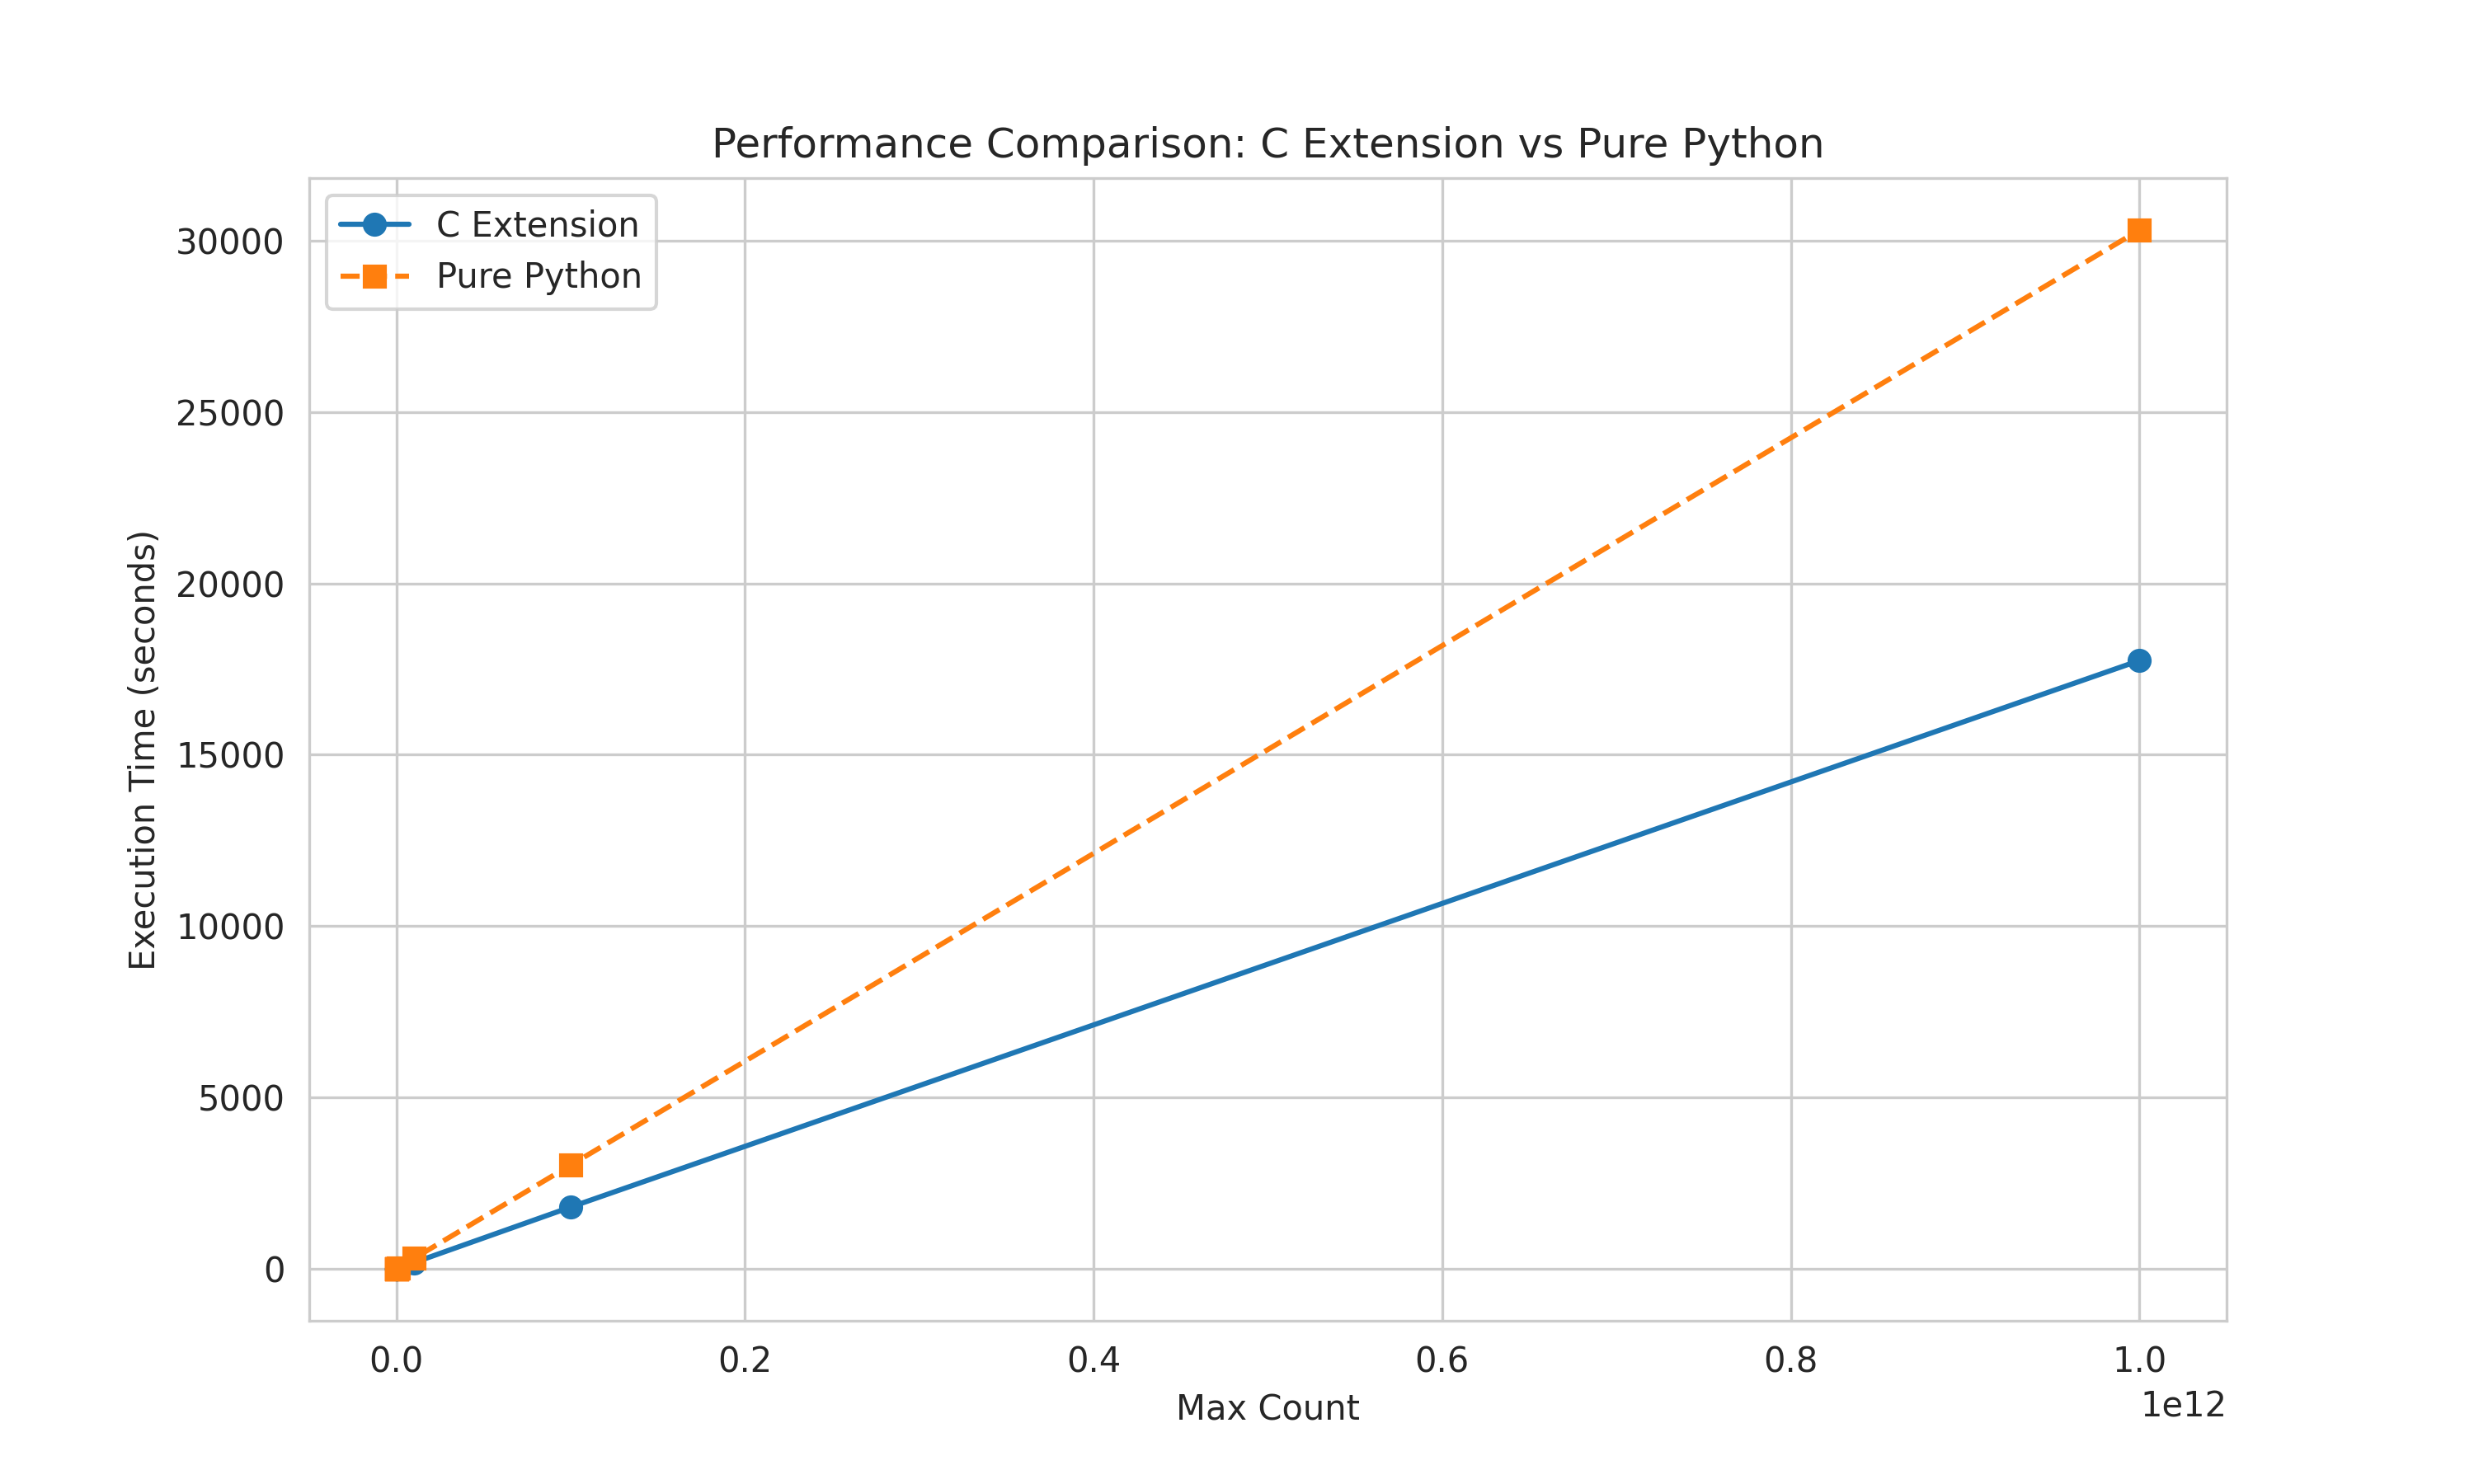 Performance Comparison: C Extension vs Pure Python
C Extension
Pure Python
30000
25000
20000
15000
10000
5000
0
Execution Time (seconds)
0.0 0.2 0.4 0.6 0.8 1.0
1e12
Max Count